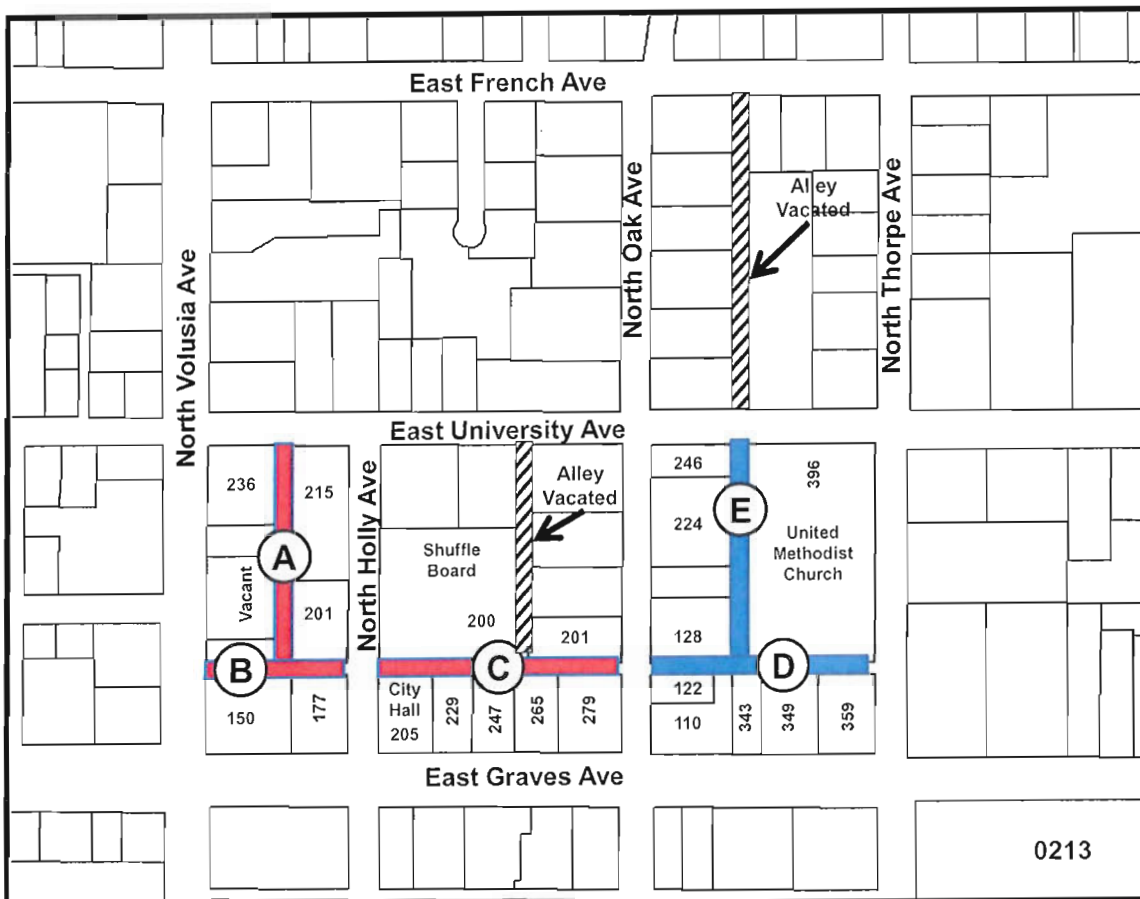 East French Ave
North Oak Ave
Alley
Vacated
North Thorpe Ave
North Volusia Ave
East University Ave
236
215
North Holly Ave
Alley
Vacated
246
396
A
Shuffle
Board
224
E
United
Methodist
Church
Vacant
201
200
201
128
B
C
D
150
177
City
Hall
205
229
247
265
279
122
110
343
349
359
East Graves Ave
0213